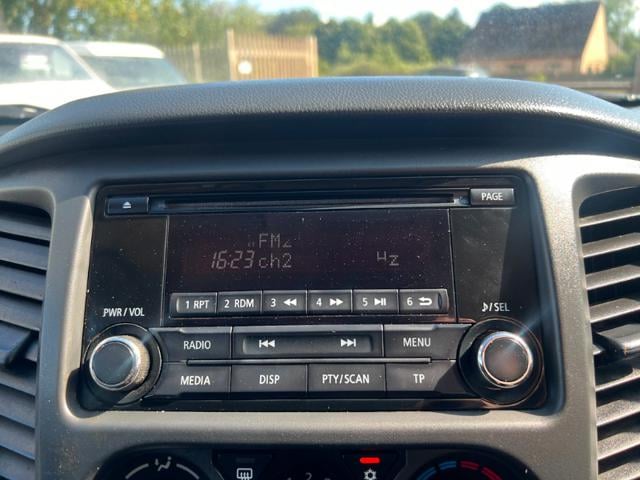 PAGE
FM2
16:23 ch2 Hz
1 RPT 2 RDM 3 4 5 6
PWR/VOL
/SEL
RADIO MENU
MEDIA DISP PTY/SCAN TP